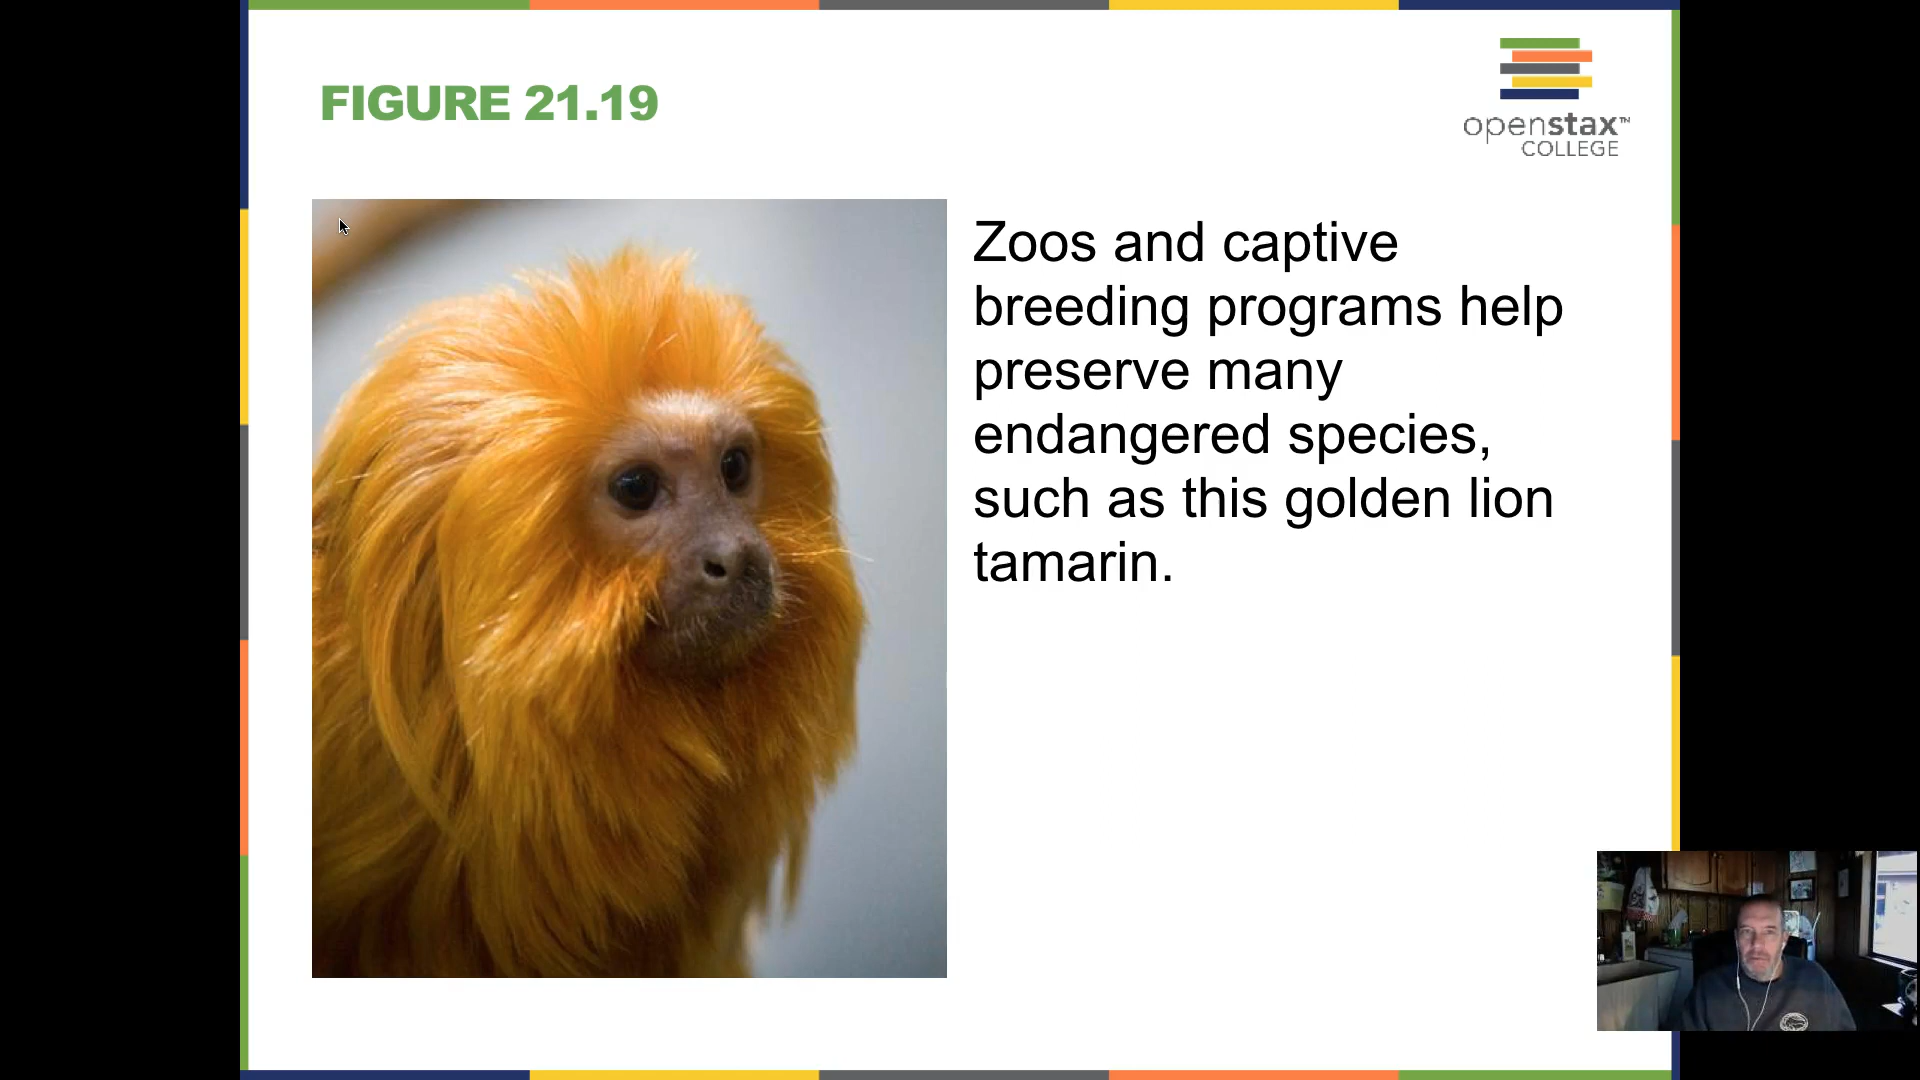 FIGURE 21.19
openstax™
COLLEGE
Zoos and captive
breeding programs help
preserve many
endangered species,
such as this golden lion
tamarin.